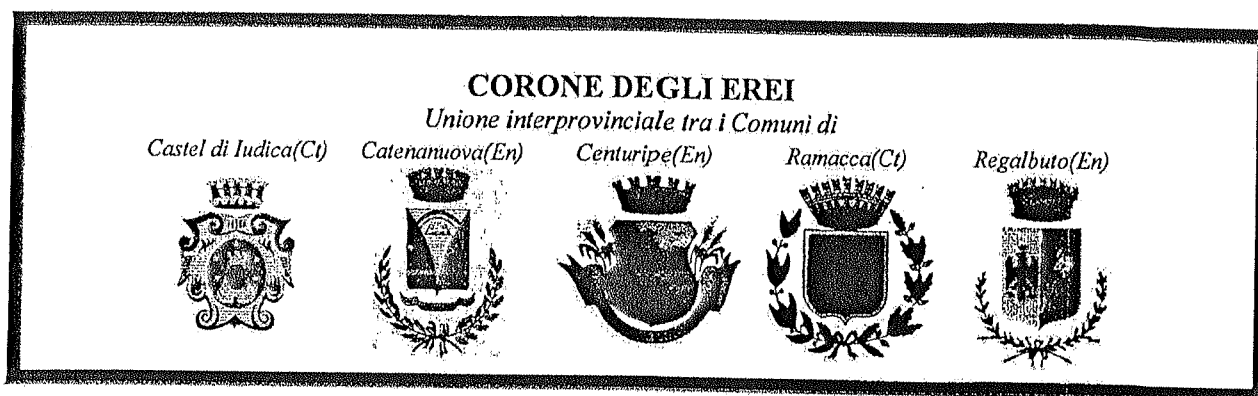 CORONE DEGLI EREI
Unione interprovinciale tra i Comuni di
Castel di Iudica(Ct) Catenanuova(En) Centuripe(En) Ramacca(Ct) Regalbuto(En)